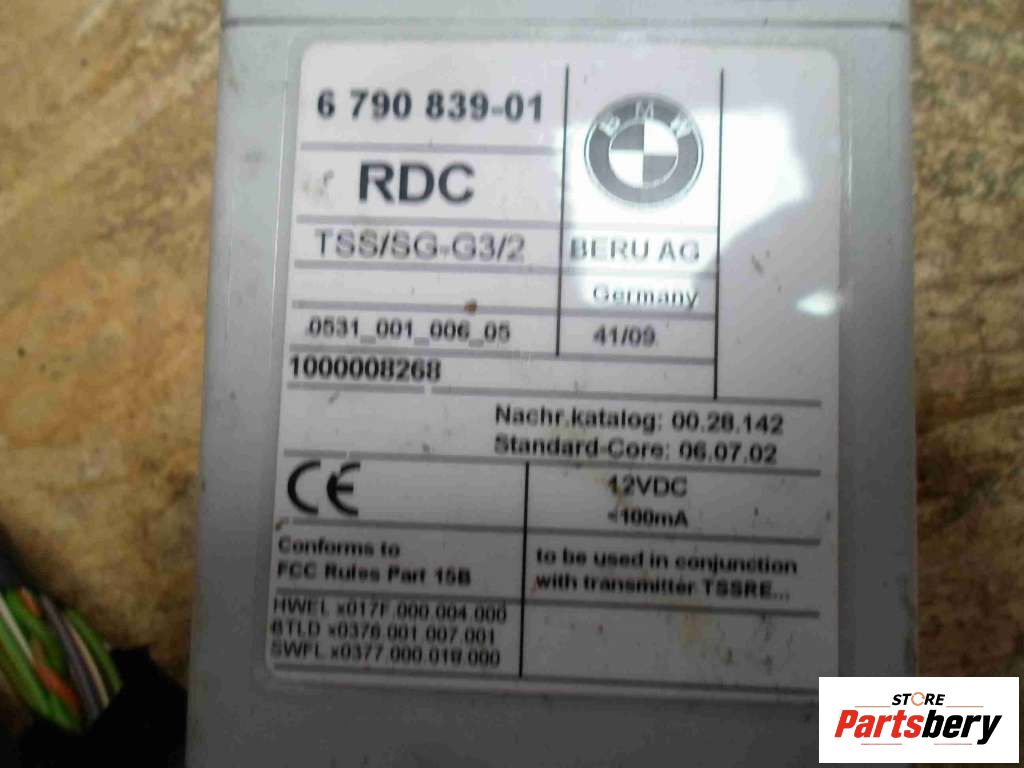 6 790 839-01
BMW
RDC
TSS/SG-G3/2
BERU AG
Germany
.0531_001_006_05
41/09
1000008268
Nachr.katalog: 00.28.142
Standard-Core: 06.07.02
CE
12VDC
<100mA
Conforms to
FCC Rules Part 15B
to be used in conjunction
with transmitter TSSRE...
HWEL x017F.000.004.000
BTLD x0376.001.007.001
SWFL x0377.000.018.000
STORE
Partsbery